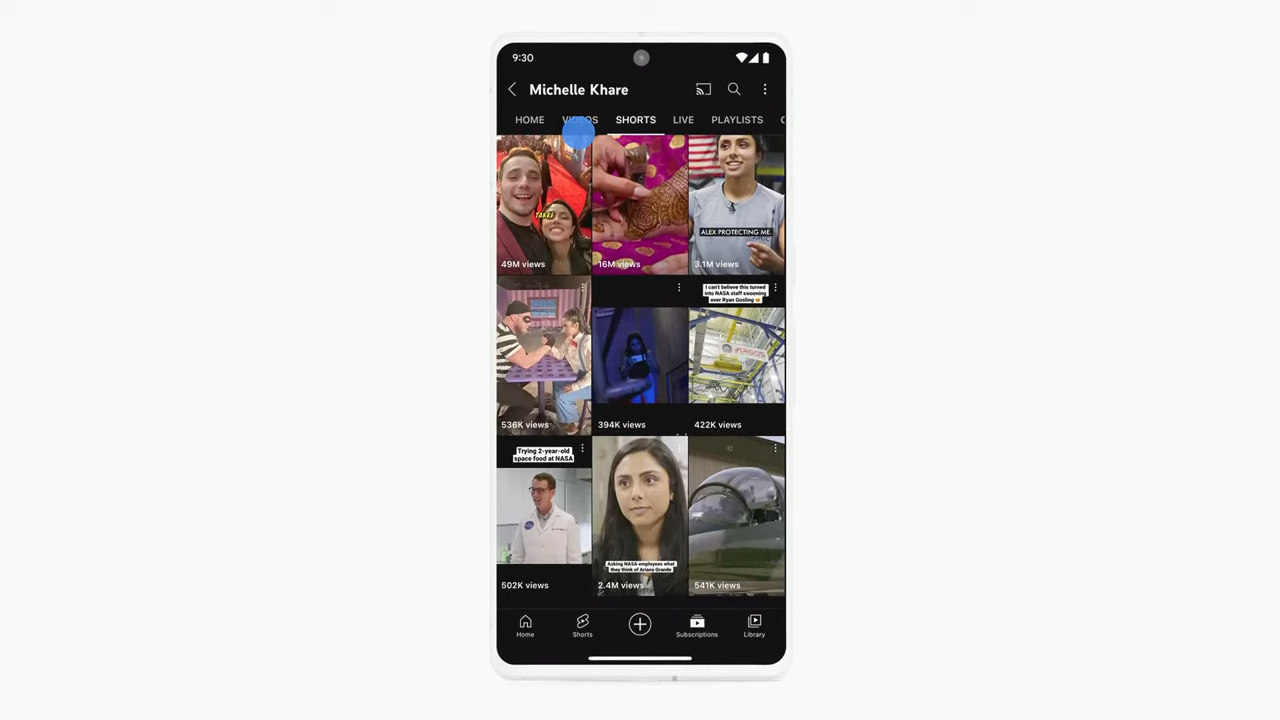 9:30
Michelle Khare
HOME VIDEOS SHORTS LIVE PLAYLISTS
TAKES
49M views
16M views
ALEX PROTECTING ME.
3.1M views
536K views
394K views
I can't believe this turned
into NASA staff swooning
over Ryan Gosling
ARGOS
422K views
Trying 2-year-old
space food at NASA
502K views
Asking NASA employees what
they think of Ariana Grande
2.4M views
541K views
Home
Shorts
Subscriptions
Library